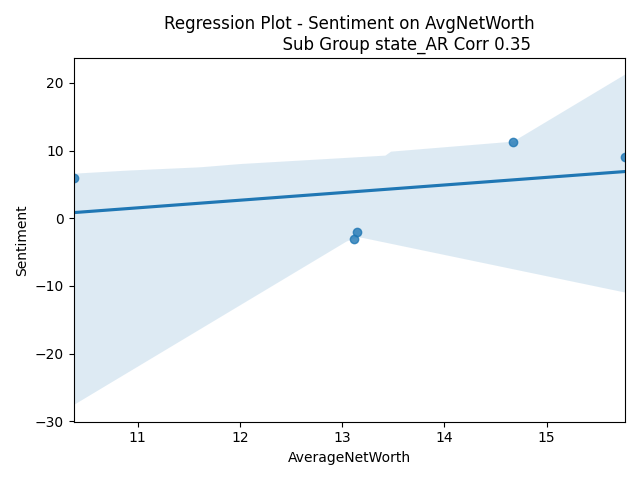 Regression Plot - Sentiment on AvgNetWorth
Sub Group state_AR Corr 0.35
20
10
0
−10
−20
−30
Sentiment
11
12
13
14
15
AverageNetWorth